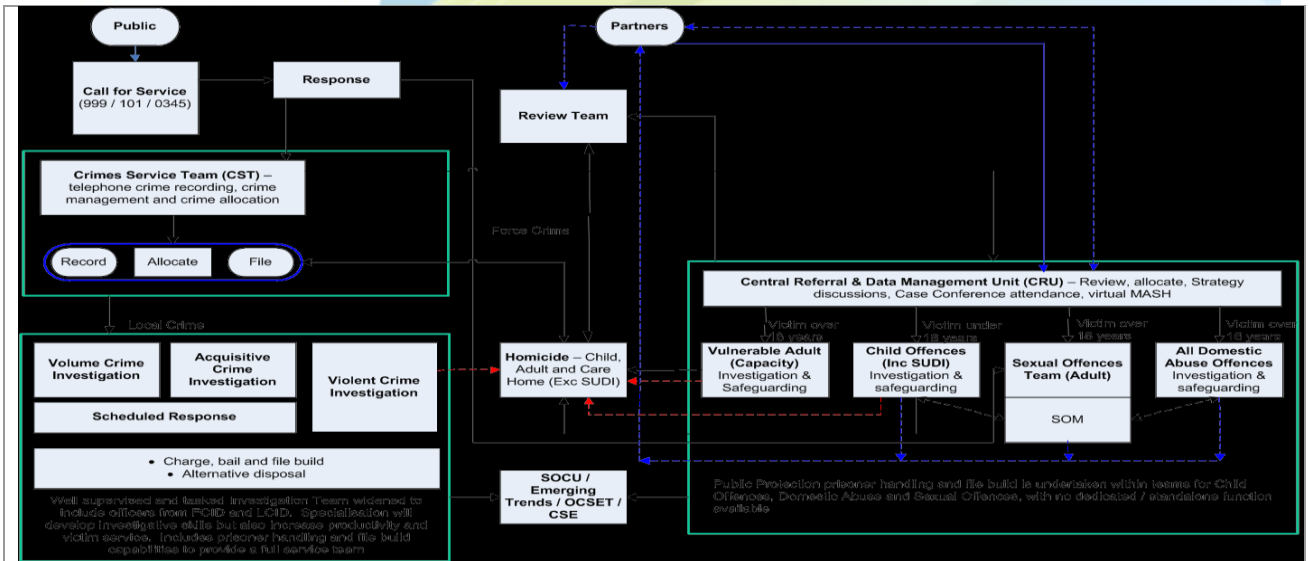 Public
Partners
Call for Service
(999 / 101 / 0345)
Response
Review Team
Crimes Service Team (CST) –
telephone crime recording, crime
management and crime allocation
Record
Allocate
File
Force Crime
Central Referral & Data Management Unit (CRU) – Review, allocate, Strategy
discussions, Case Conference attendance, virtual MASH
Local Crime
Victim over
18 years
Victim under
18 years
Victim over
18 years
Victim over
16 years
Volume Crime
Investigation
Acquisitive
Crime
Investigation
Violent Crime
Investigation
Scheduled Response
Homicide – Child,
Adult and Care
Home (Exc SUDI)
Vulnerable Adult
(Capacity)
Investigation &
Safeguarding
Child Offences
(Inc SUDI)
Investigation &
safeguarding
Sexual Offences
Team (Adult)
SOM
All Domestic
Abuse Offences
Investigation &
safeguarding
• Charge, bail and file build
• Alternative disposal
SOCU /
Emerging
Trends / OCSET /
CSE
Well supervised and tasked Investigation Team widened to
include officers from FCID and LCID. Specialisation will
develop investigative skills but also increase productivity and
victim service. Includes prisoner handling and file build
capabilities to provide a full service team
Public Protection prisoner handling and file build is undertaken within teams for Child
Offences, Domestic Abuse and Sexual Offences, with no dedicated / standalone function
available